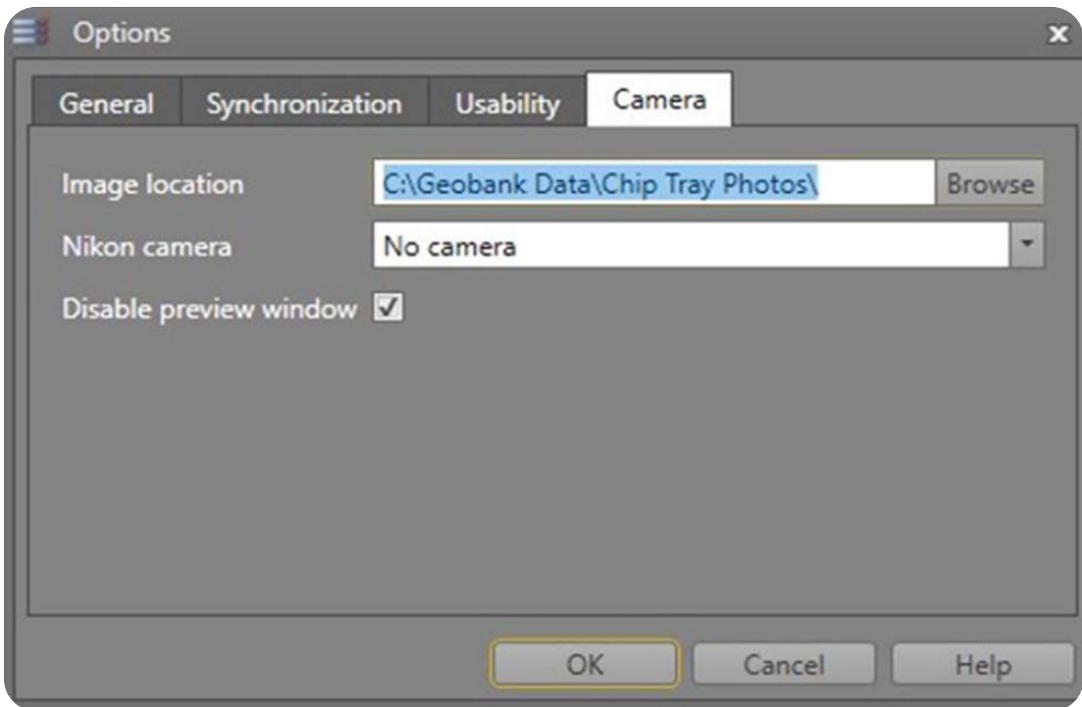 Options
General Synchronization Usability Camera
Image location C:\Geobank Data\Chip Tray Photos\ Browse
Nikon camera No camera
Disable preview window
OK Cancel Help